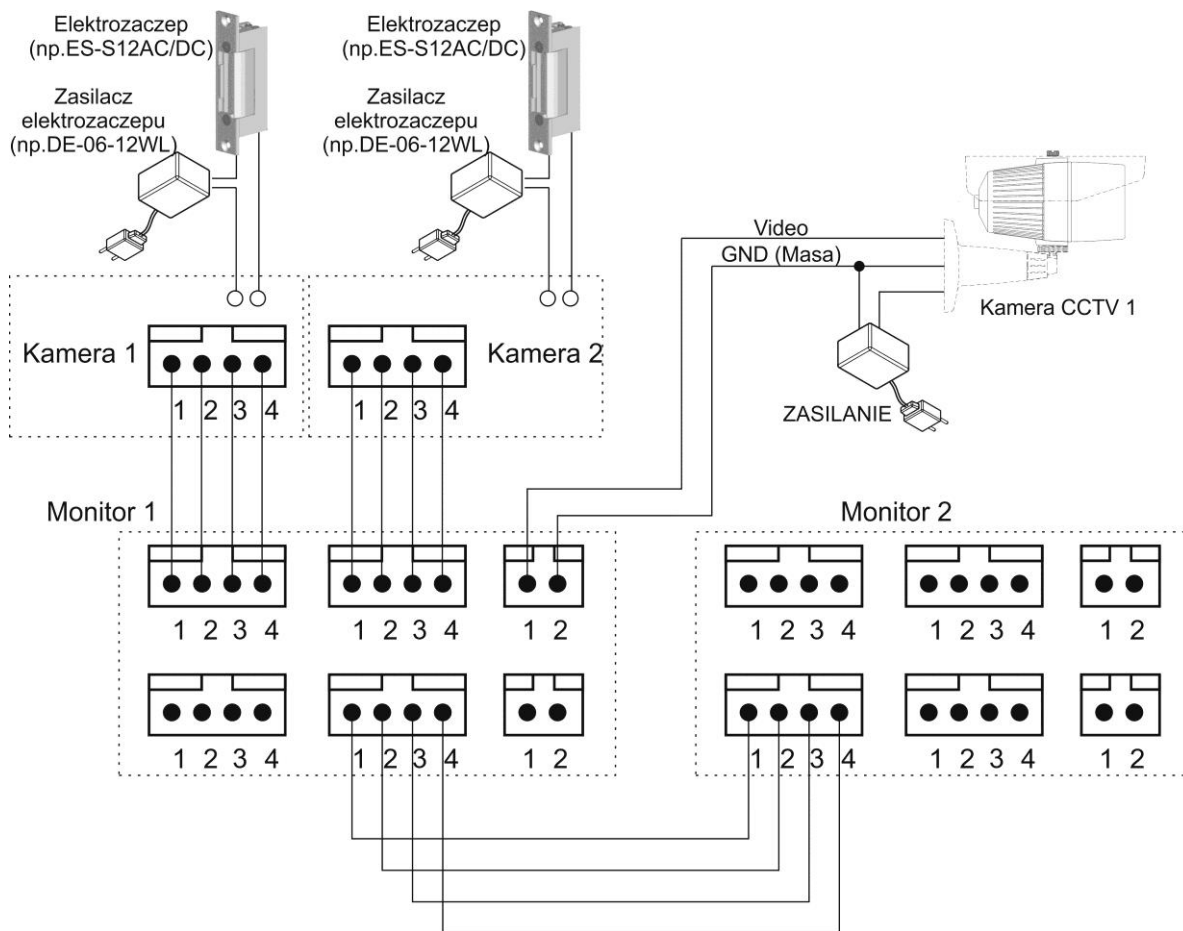 Elektrozaczep
(np.ES-S12AC/DC)
Zasilacz
elektrozaczepu
(np.DE-06-12WL)
Elektrozaczep
(np.ES-S12AC/DC)
Zasilacz
elektrozaczepu
(np.DE-06-12WL)
Video
GND (Masa)
Kamera CCTV 1
ZASILANIE
Kamera 1
1 2 3 4
Kamera 2
1 2 3 4
Monitor 1
1 2 3 4
1 2 3 4
1 2
1 2 3 4
1 2 3 4
1 2
Monitor 2
1 2 3 4
1 2 3 4
1 2
1 2 3 4
1 2 3 4
1 2